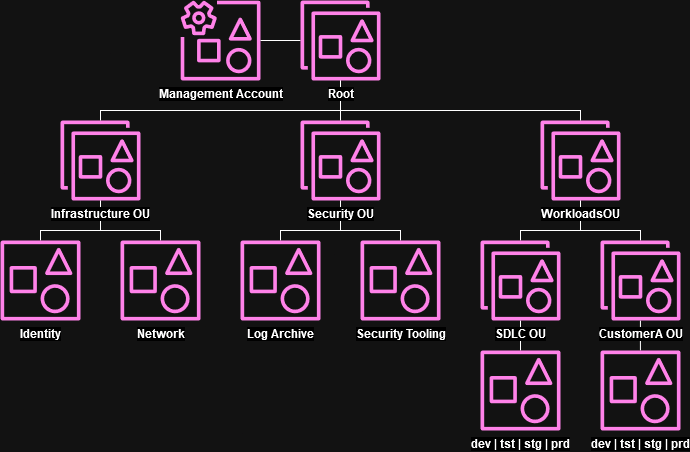 Management Account
Root
Infrastructure OU
Security OU
WorkloadsOU
Identity
Network
Log Archive
Security Tooling
SDLC OU
CustomerA OU
dev | tst | stg | prd
dev | tst | stg | prd